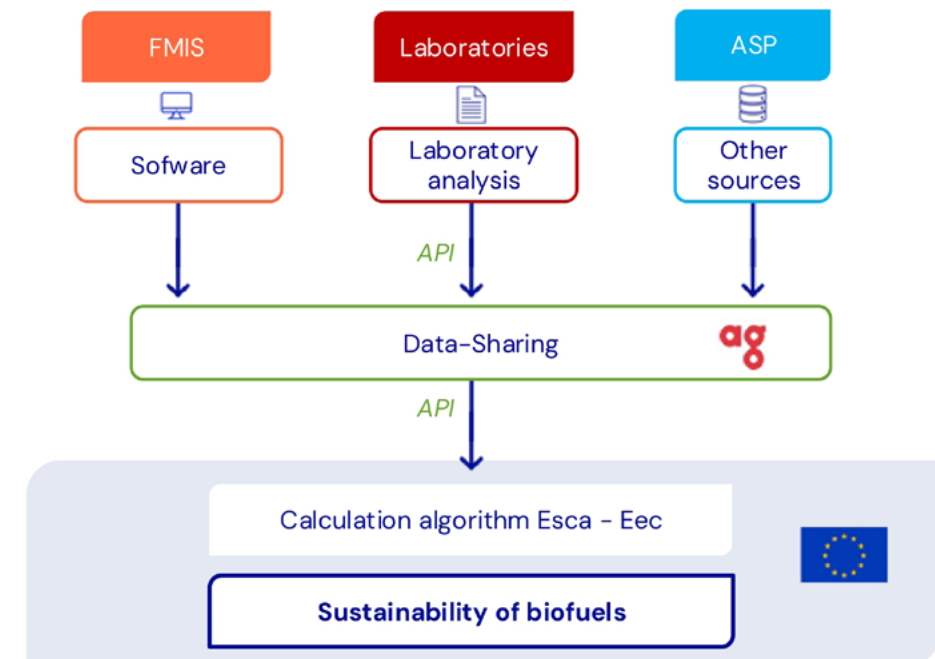 FMIS
Laboratories
ASP
Sofware
Laboratory
analysis
Other
sources
API
Data-Sharing
ag
API
Calculation algorithm Esca - Eec
Sustainability of biofuels